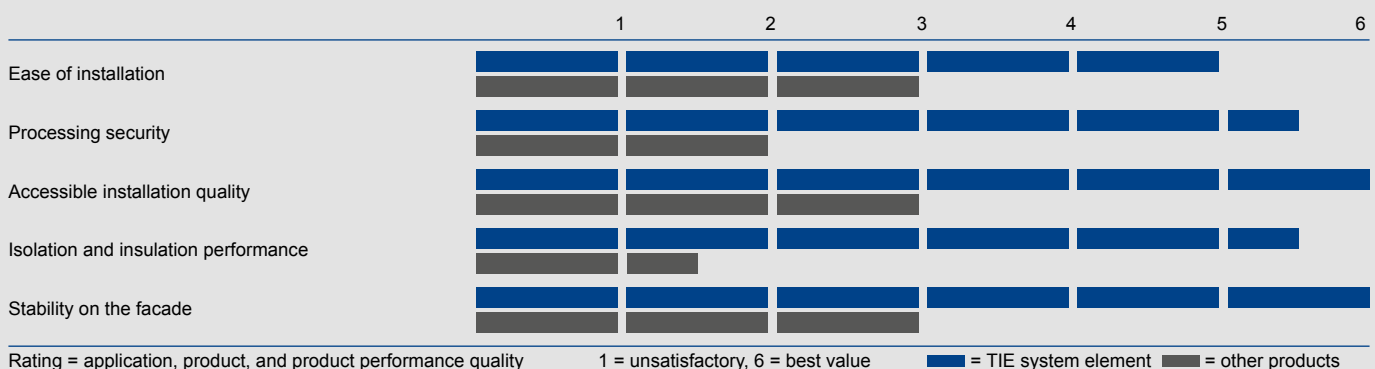 1 2 3 4 5 6
Ease of installation
Processing security
Accessible installation quality
Isolation and insulation performance
Stability on the facade
Rating = application, product, and product performance quality 1 = unsatisfactory, 6 = best value = TIE system element = other products